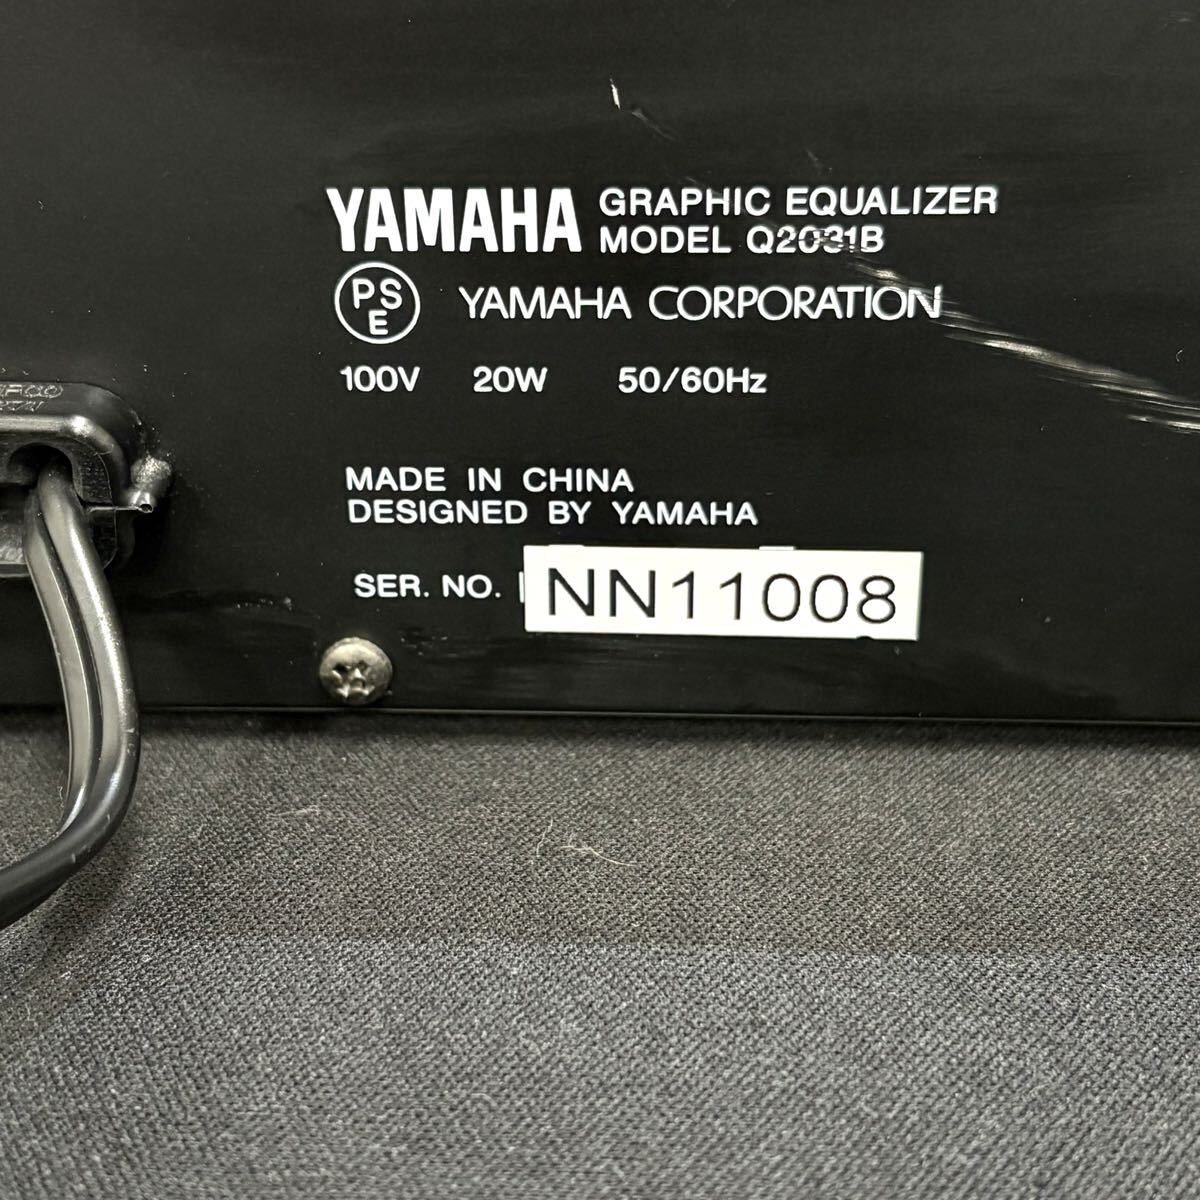 YAMAHA GRAPHIC EQUALIZER
MODEL Q2031B
PSE YAMAHA CORPORATION
100V 20W 50/60Hz
MADE IN CHINA
DESIGNED BY YAMAHA
SER. NO. NN11008